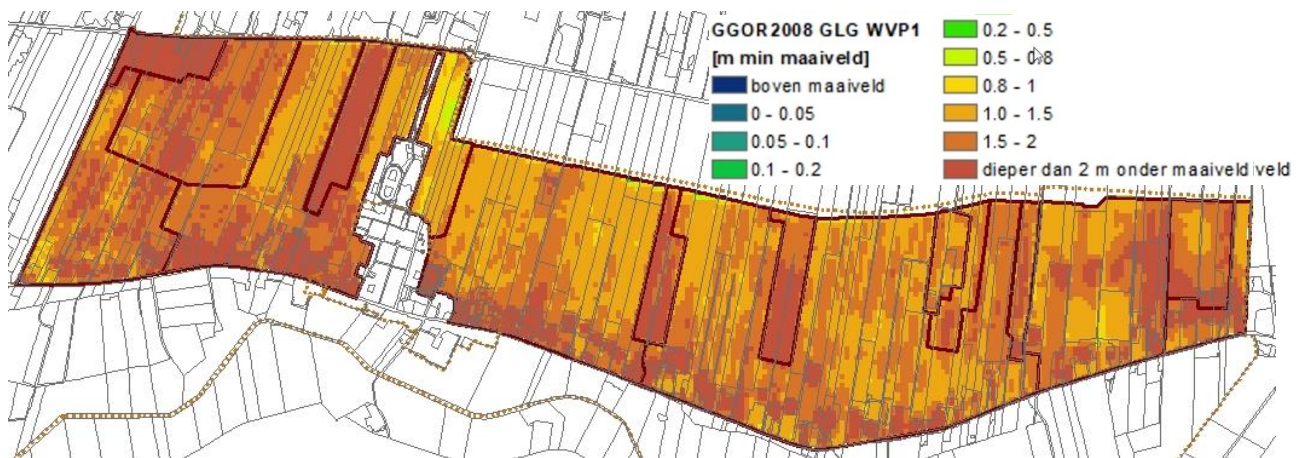 GGOR2008 GLG WVP1
[m min maaiveld]
boven maaiveld
0 - 0.05
0.05 - 0.1
0.1 - 0.2
0.2 - 0.5
0.5 - 0.8
0.8 - 1
1.0 - 1.5
1.5 - 2
dieper dan 2 m onder maaiveld iveld